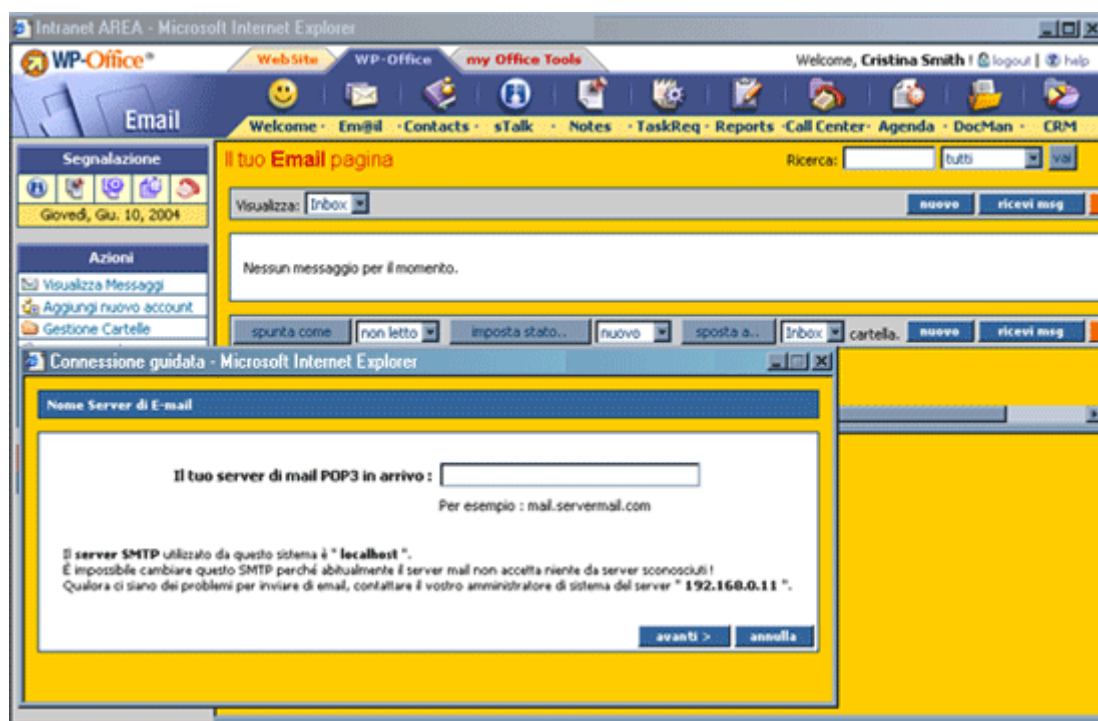 Intranet AREA - Microsoft Internet Explorer
WP-Office®
WebSite WP-Office my Office Tools
Welcome, Cristina Smith ! logout | help
Email
Welcome · Em@il · Contacts · sTalk · Notes · TaskReq · Reports · Call Center · Agenda · DocMan · CRM
Segnalazione
Giovedì, Giu. 10, 2004
Il tuo Email pagina
Ricerca: tutti vai
Visualizza: Inbox nuovo ricevi msg
Azioni
Visualizza Messaggi
Aggiungi nuovo account
Gestione Cartelle
Nessun messaggio per il momento.
spunta come non letto imposta stato.. nuovo sposta a.. Inbox cartella. nuovo ricevi msg
Connessione guidata - Microsoft Internet Explorer
Nome Server di E-mail
Il tuo server di mail POP3 in arrivo :
Per esempio : mail.servermail.com
Il server SMTP utilizzato da questo sistema è " localhost ".
É impossibile cambiare questo SMTP perché abitualmente il server mail non accetta niente da server sconosciuti !
Qualora ci siano dei problemi per inviare di email, contattare il vostro amministratore di sistema del server " 192.168.0.11 ".
avanti > annulla